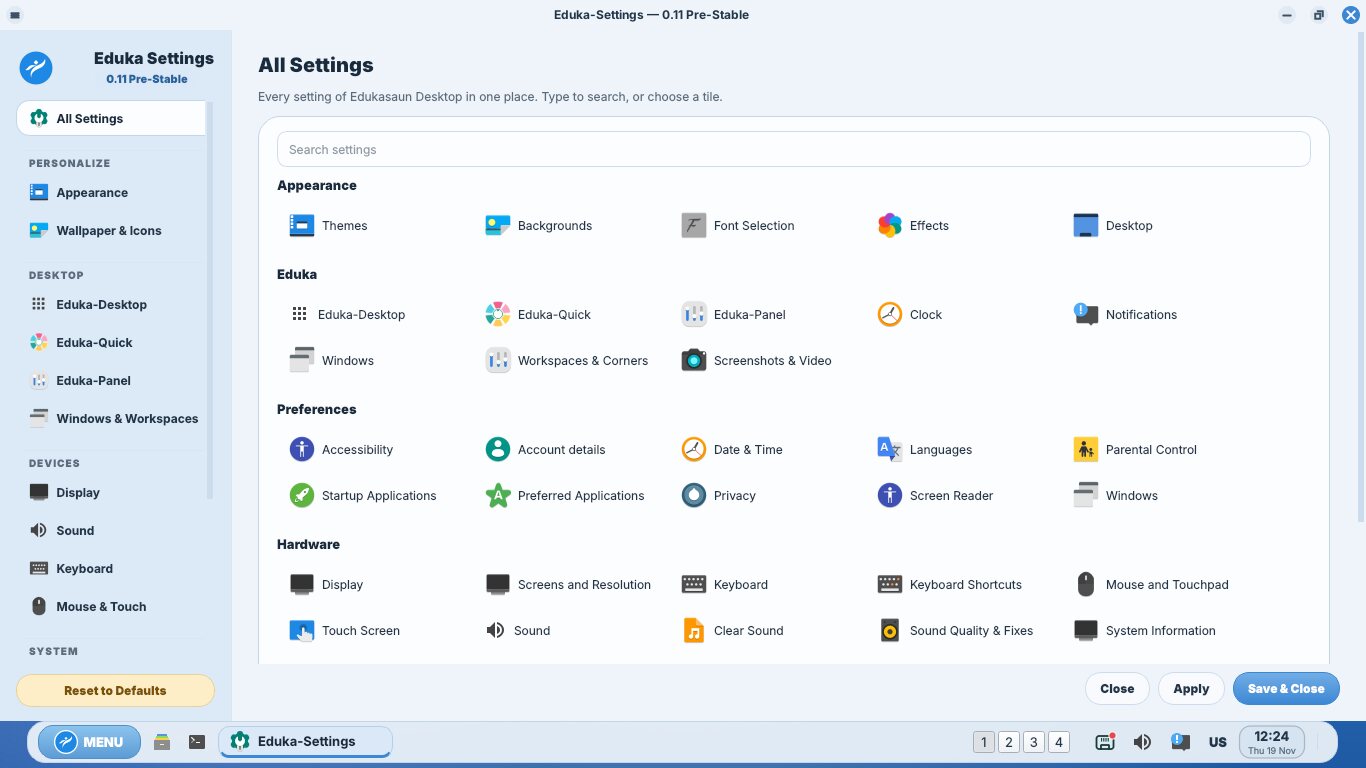 Eduka-Settings — 0.11 Pre-Stable
Eduka Settings
0.11 Pre-Stable
All Settings
PERSONALIZE
Appearance
Wallpaper & Icons
DESKTOP
Eduka-Desktop
Eduka-Quick
Eduka-Panel
Windows & Workspaces
DEVICES
Display
Sound
Keyboard
Mouse & Touch
SYSTEM
Reset to Defaults
All Settings
Every setting of Edukasaun Desktop in one place. Type to search, or choose a tile.
Search settings
Appearance
Themes Backgrounds Font Selection Effects Desktop
Eduka
Eduka-Desktop Eduka-Quick Eduka-Panel Clock Notifications
Windows Workspaces & Corners Screenshots & Video
Preferences
Accessibility Account details Date & Time Languages Parental Control
Startup Applications Preferred Applications Privacy Screen Reader Windows
Hardware
Display Screens and Resolution Keyboard Keyboard Shortcuts Mouse and Touchpad
Touch Screen Sound Clear Sound Sound Quality & Fixes System Information
Close Apply Save & Close
MENU Eduka-Settings 1 2 3 4 US 12:24
Thu 19 Nov